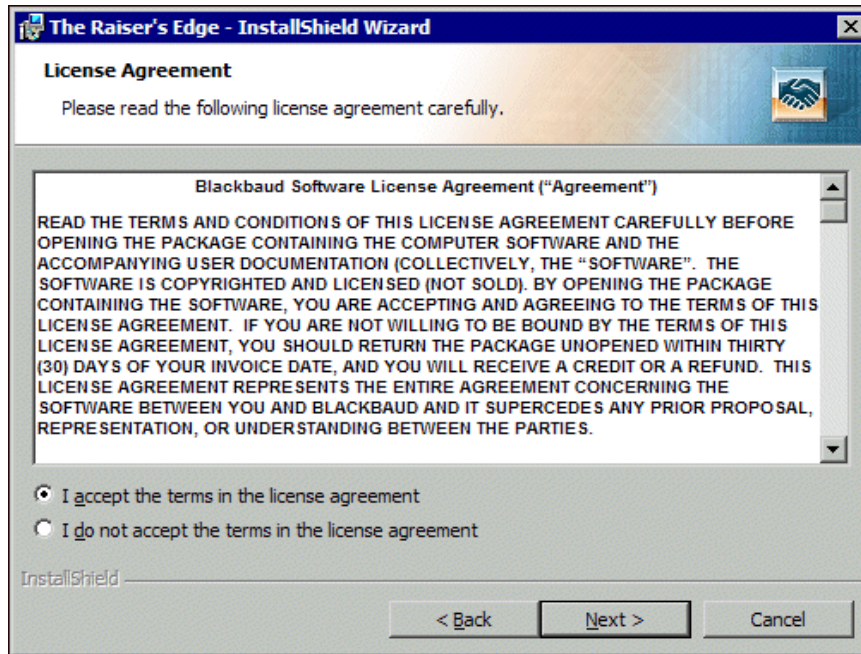 The Raiser's Edge - InstallShield Wizard
License Agreement
Please read the following license agreement carefully.
Blackbaud Software License Agreement (“Agreement”)
READ THE TERMS AND CONDITIONS OF THIS LICENSE AGREEMENT CAREFULLY BEFORE
OPENING THE PACKAGE CONTAINING THE COMPUTER SOFTWARE AND THE
ACCOMPANYING USER DOCUMENTATION (COLLECTIVELY, THE “SOFTWARE”.  THE
SOFTWARE IS COPYRIGHTED AND LICENSED (NOT SOLD). BY OPENING THE PACKAGE
CONTAINING THE SOFTWARE, YOU ARE ACCEPTING AND AGREEING TO THE TERMS OF THIS
LICENSE AGREEMENT.  IF YOU ARE NOT WILLING TO BE BOUND BY THE TERMS OF THIS
LICENSE AGREEMENT, YOU SHOULD RETURN THE PACKAGE UNOPENED WITHIN THIRTY
(30) DAYS OF YOUR INVOICE DATE, AND YOU WILL RECEIVE A CREDIT OR A REFUND.  THIS
LICENSE AGREEMENT REPRESENTS THE ENTIRE AGREEMENT CONCERNING THE
SOFTWARE BETWEEN YOU AND BLACKBAUD AND IT SUPERCEDES ANY PRIOR PROPOSAL,
REPRESENTATION, OR UNDERSTANDING BETWEEN THE PARTIES.
I accept the terms in the license agreement
I do not accept the terms in the license agreement
InstallShield
< Back
Next >
Cancel